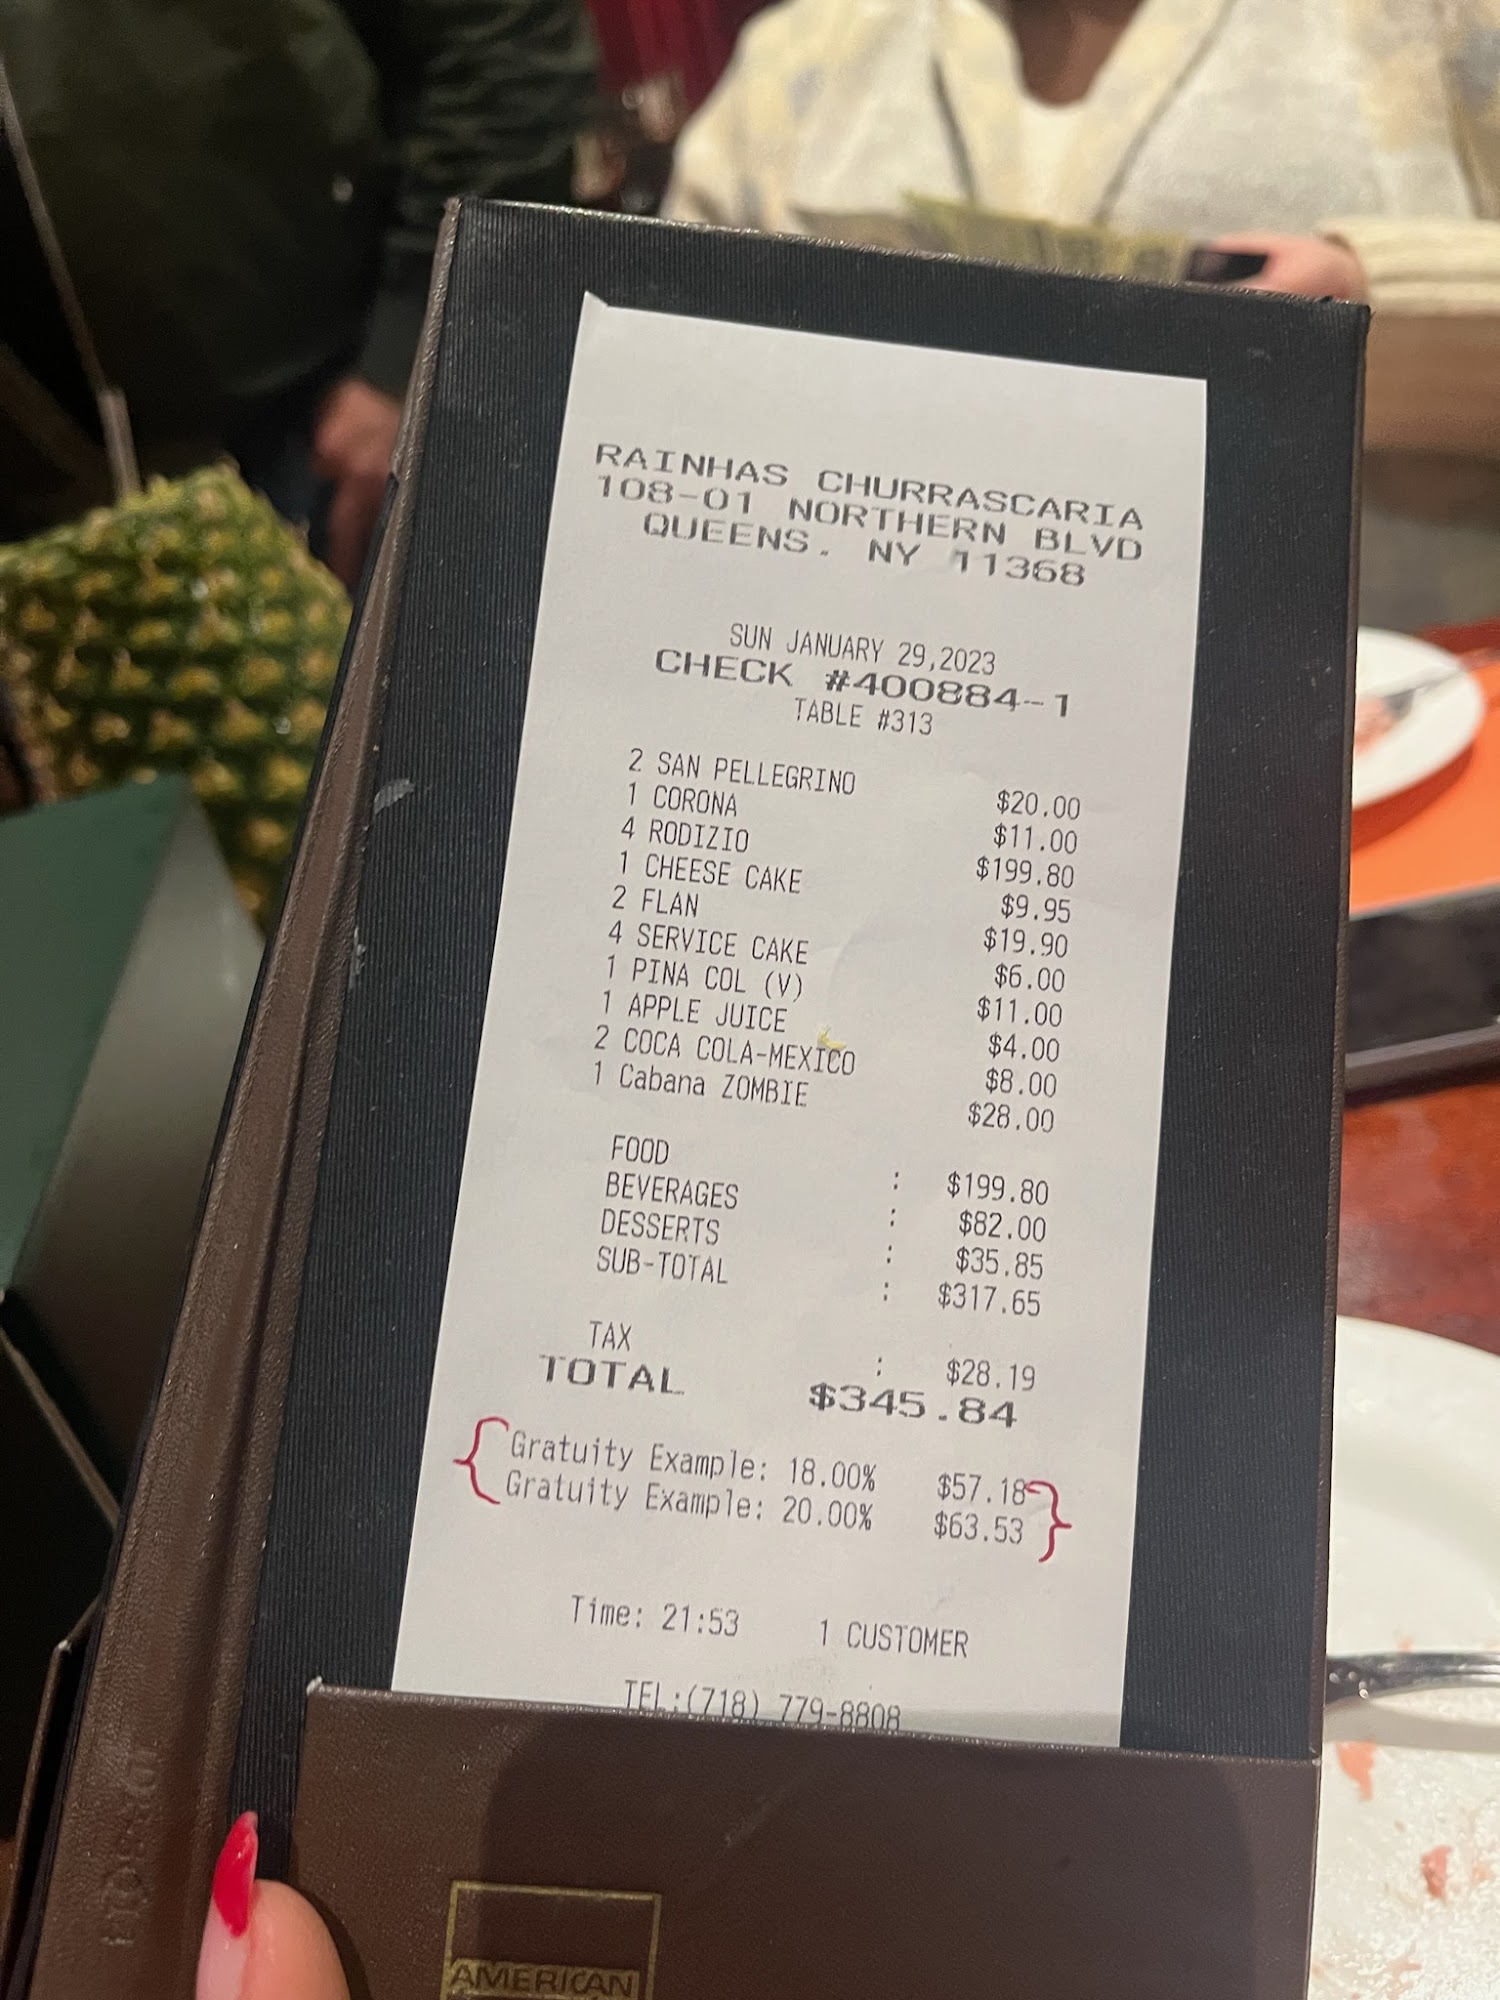 RAINHAS CHURRASCARIA
108-01 NORTHERN BLVD
QUEENS. NY 11368
SUN JANUARY 29,2023
CHECK #400884-1
TABLE #313
2 SAN PELLEGRINO $20.00
1 CORONA $11.00
4 RODIZIO $199.80
1 CHEESE CAKE $9.95
2 FLAN $19.90
4 SERVICE CAKE $6.00
1 PINA COL (V) $11.00
1 APPLE JUICE $4.00
2 COCA COLA-MEXICO $8.00
1 Cabana ZOMBIE $28.00
FOOD : $199.80
BEVERAGES : $82.00
DESSERTS : $35.85
SUB-TOTAL : $317.65
TAX : $28.19
TOTAL $345.84
Gratuity Example: 18.00% $57.18
Gratuity Example: 20.00% $63.53
Time: 21:53 1 CUSTOMER
TEL:(718) 779-8808
AMERICAN